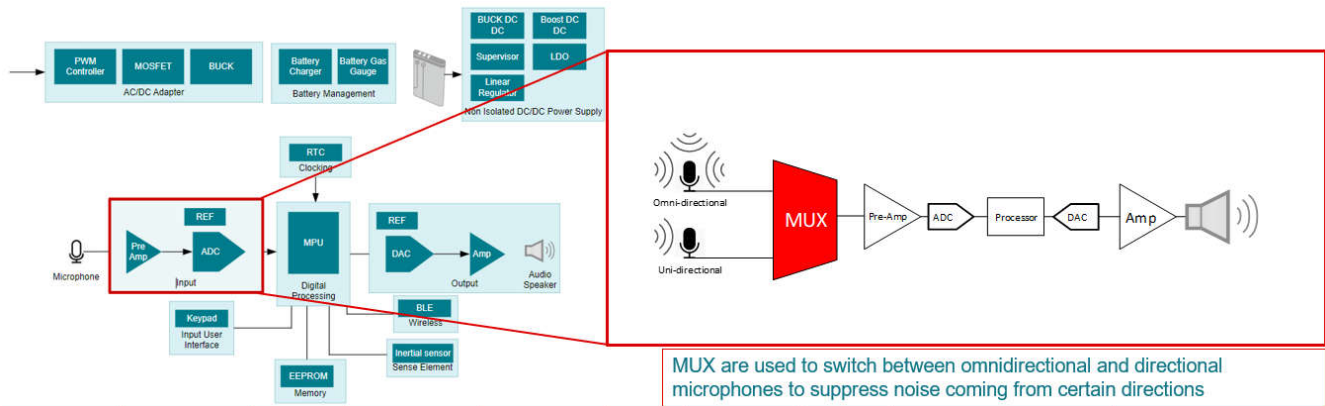 BUCK DC
DC
Boost DC
DC
PWM
Controller
MOSFET
BUCK
AC/DC Adapter
Battery
Charger
Battery Gas
Gauge
Battery Management
Supervisor
LDO
Linear
Regulator
Non Isolated DC/DC Power Supply
RTC
Clocking
REF
Pre
Amp
ADC
Input
Microphone
MPU
Digital
Processing
REF
DAC
Amp
Output
Audio
Speaker
BLE
Wireless
Keypad
Input User
Interface
Inertial sensor
Sense Element
EEPROM
Memory
Omni-directional
Uni-directional
MUX
Pre-Amp
ADC
Processor
DAC
Amp
MUX are used to switch between omnidirectional and directional
microphones to suppress noise coming from certain directions